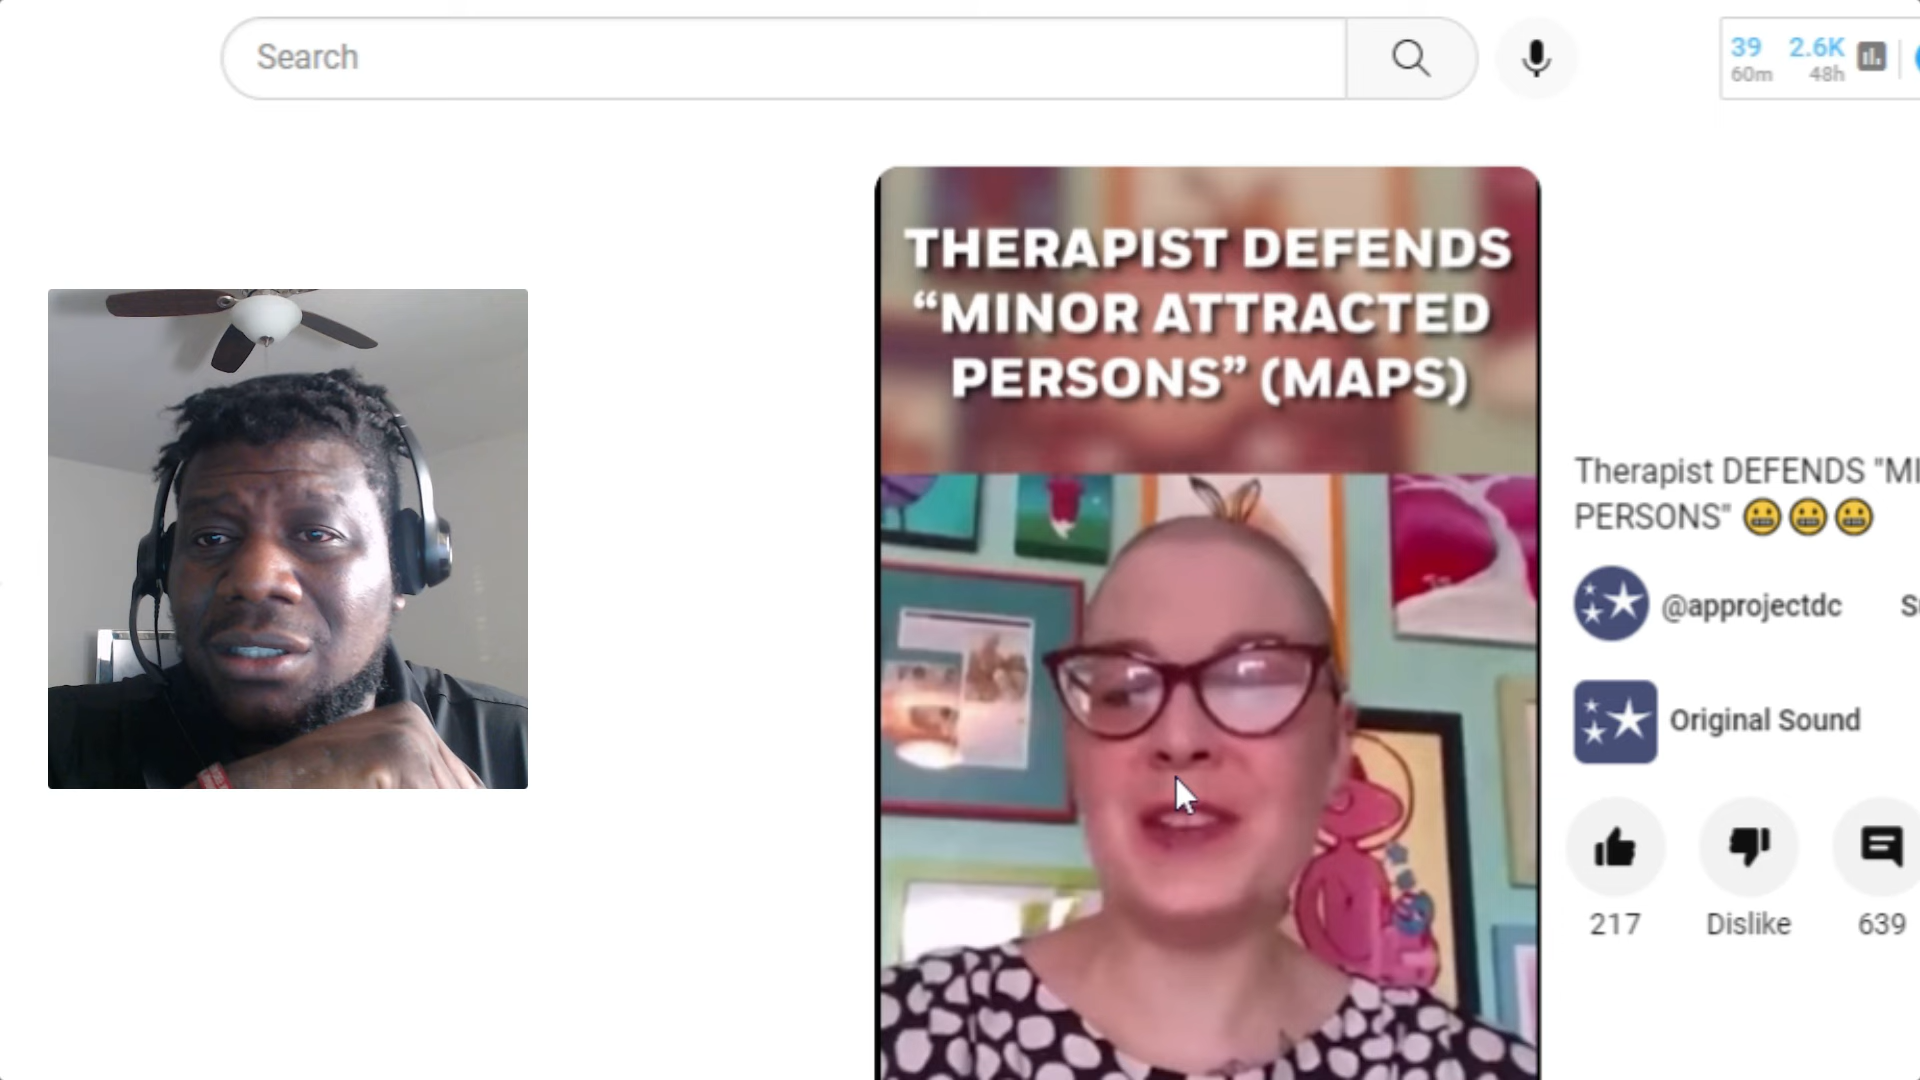 Search
39 2.6K
60m 48h
THERAPIST DEFENDS
“MINOR ATTRACTED
PERSONS” (MAPS)
Therapist DEFENDS "MI
PERSONS" 😬😬😬
@approjectdc
Original Sound
217 Dislike 639